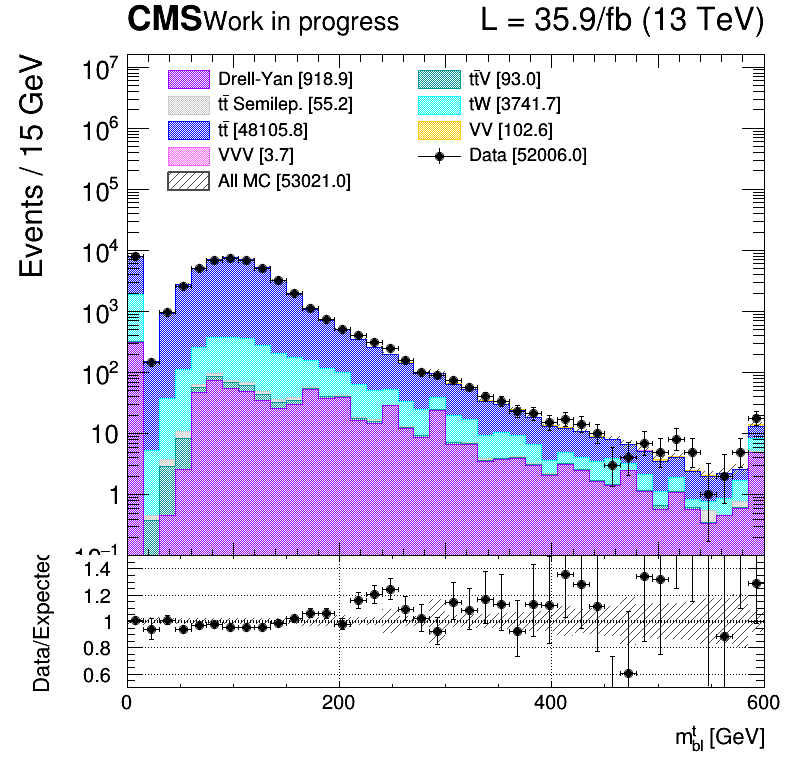 CMS Work in progress L = 35.9/fb (13 TeV)
Events / 15 GeV
10⁷
10⁶
10⁵
10⁴
10³
10²
10
1
10⁻¹
Drell-Yan [918.9]
tt̄ Semilep. [55.2]
tt̄ [48105.8]
VVV [3.7]
All MC [53021.0]
tt̄V [93.0]
tW [3741.7]
VV [102.6]
Data [52006.0]
Data/Expected
1.4
1.2
1
0.8
0.6
0 200 400 600
mᵗbl [GeV]